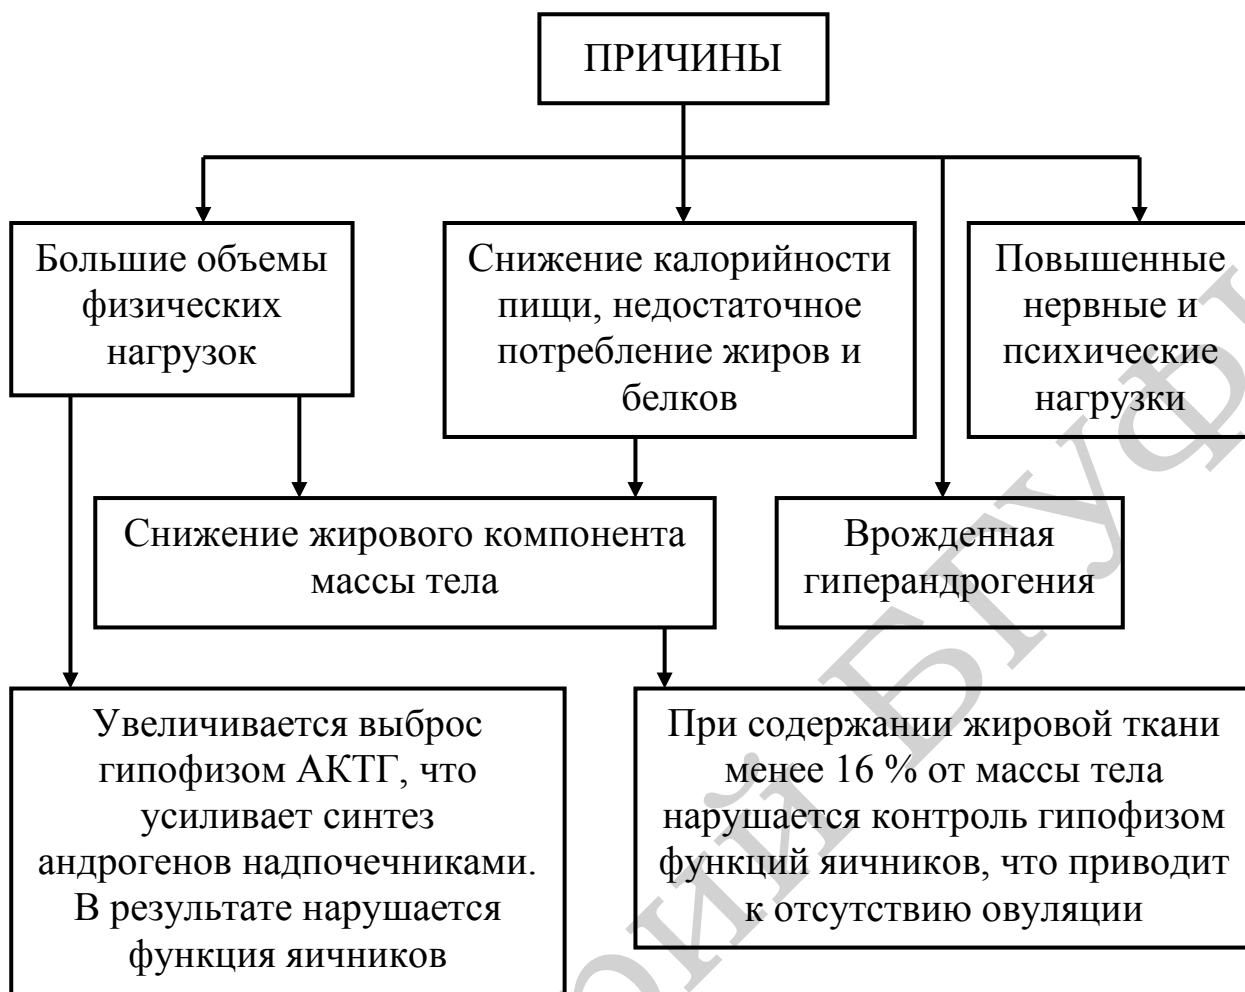 ПРИЧИНЫ
Большие объемы
физических
нагрузок
Снижение калорийности
пищи, недостаточное
потребление жиров и
белков
Повышенные
нервные и
психические
нагрузки
Снижение жирового компонента
массы тела
Врожденная
гиперандрогения
Увеличивается выброс
гипофизом АКТГ, что
усиливает синтез
андрогенов надпочечниками.
В результате нарушается
функция яичников
При содержании жировой ткани
менее 16 % от массы тела
нарушается контроль гипофизом
функций яичников, что приводит
к отсутствию овуляции